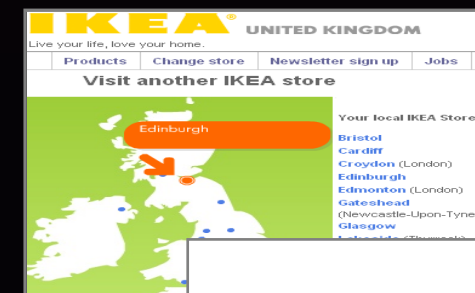 IKEA® UNITED KINGDOM
Live your life, love your home.
Products Change store Newsletter sign up Jobs
Visit another IKEA store
Edinburgh
Your local IKEA Store
Bristol
Cardiff
Croydon (London)
Edinburgh
Edmonton (London)
Gateshead
(Newcastle-Upon-Tyne
Glasgow